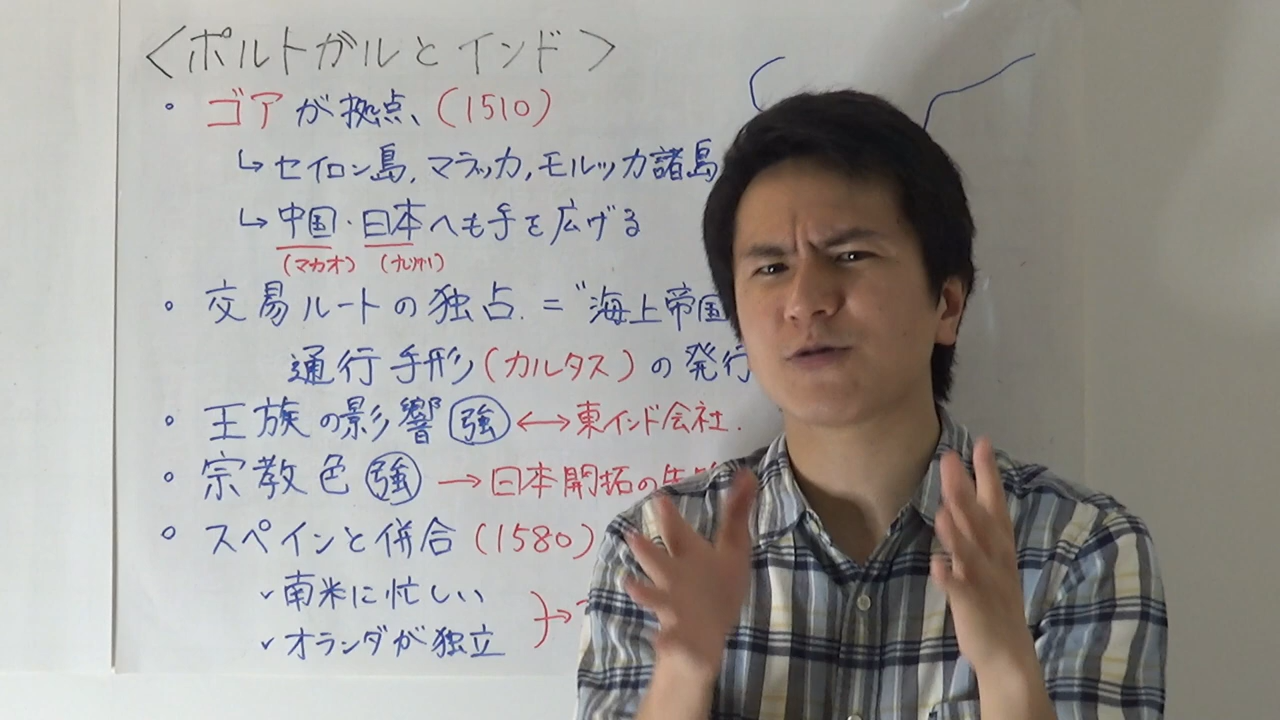 <ポルトガルとインド>
・ゴアが拠点、(1510)
↳セイロン島,マラッカ,モルッカ諸島
↳中国・日本へも手を広げる
(マカオ) (九州)
・交易ルートの独占.="海上帝国
通行手形(カルタス)の発行
・王族の影響強↔東インド会社.
・宗教色強→日本開拓の
・スペインと併合(1580)
✓南米に忙しい
✓オランダが独立